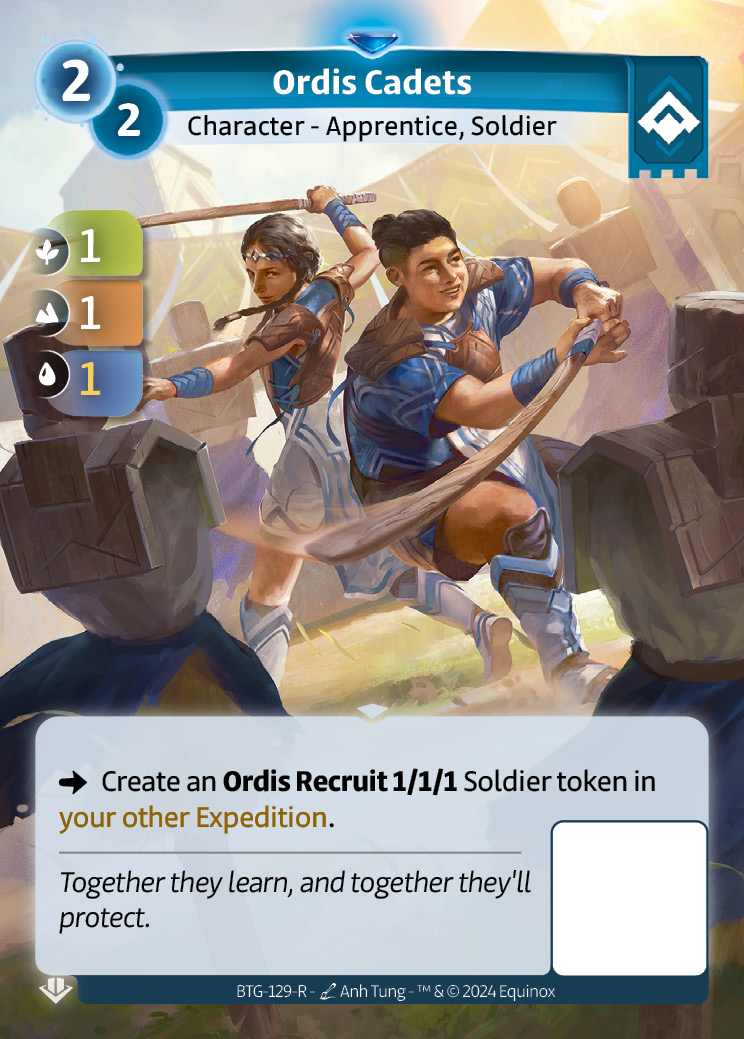 2
Ordis Cadets
2
Character - Apprentice, Soldier
1
1
1
Create an Ordis Recruit 1/1/1 Soldier token in
your other Expedition.
Together they learn, and together they'll
protect.
BTG-129-R - Anh Tung - ™ & © 2024 Equinox